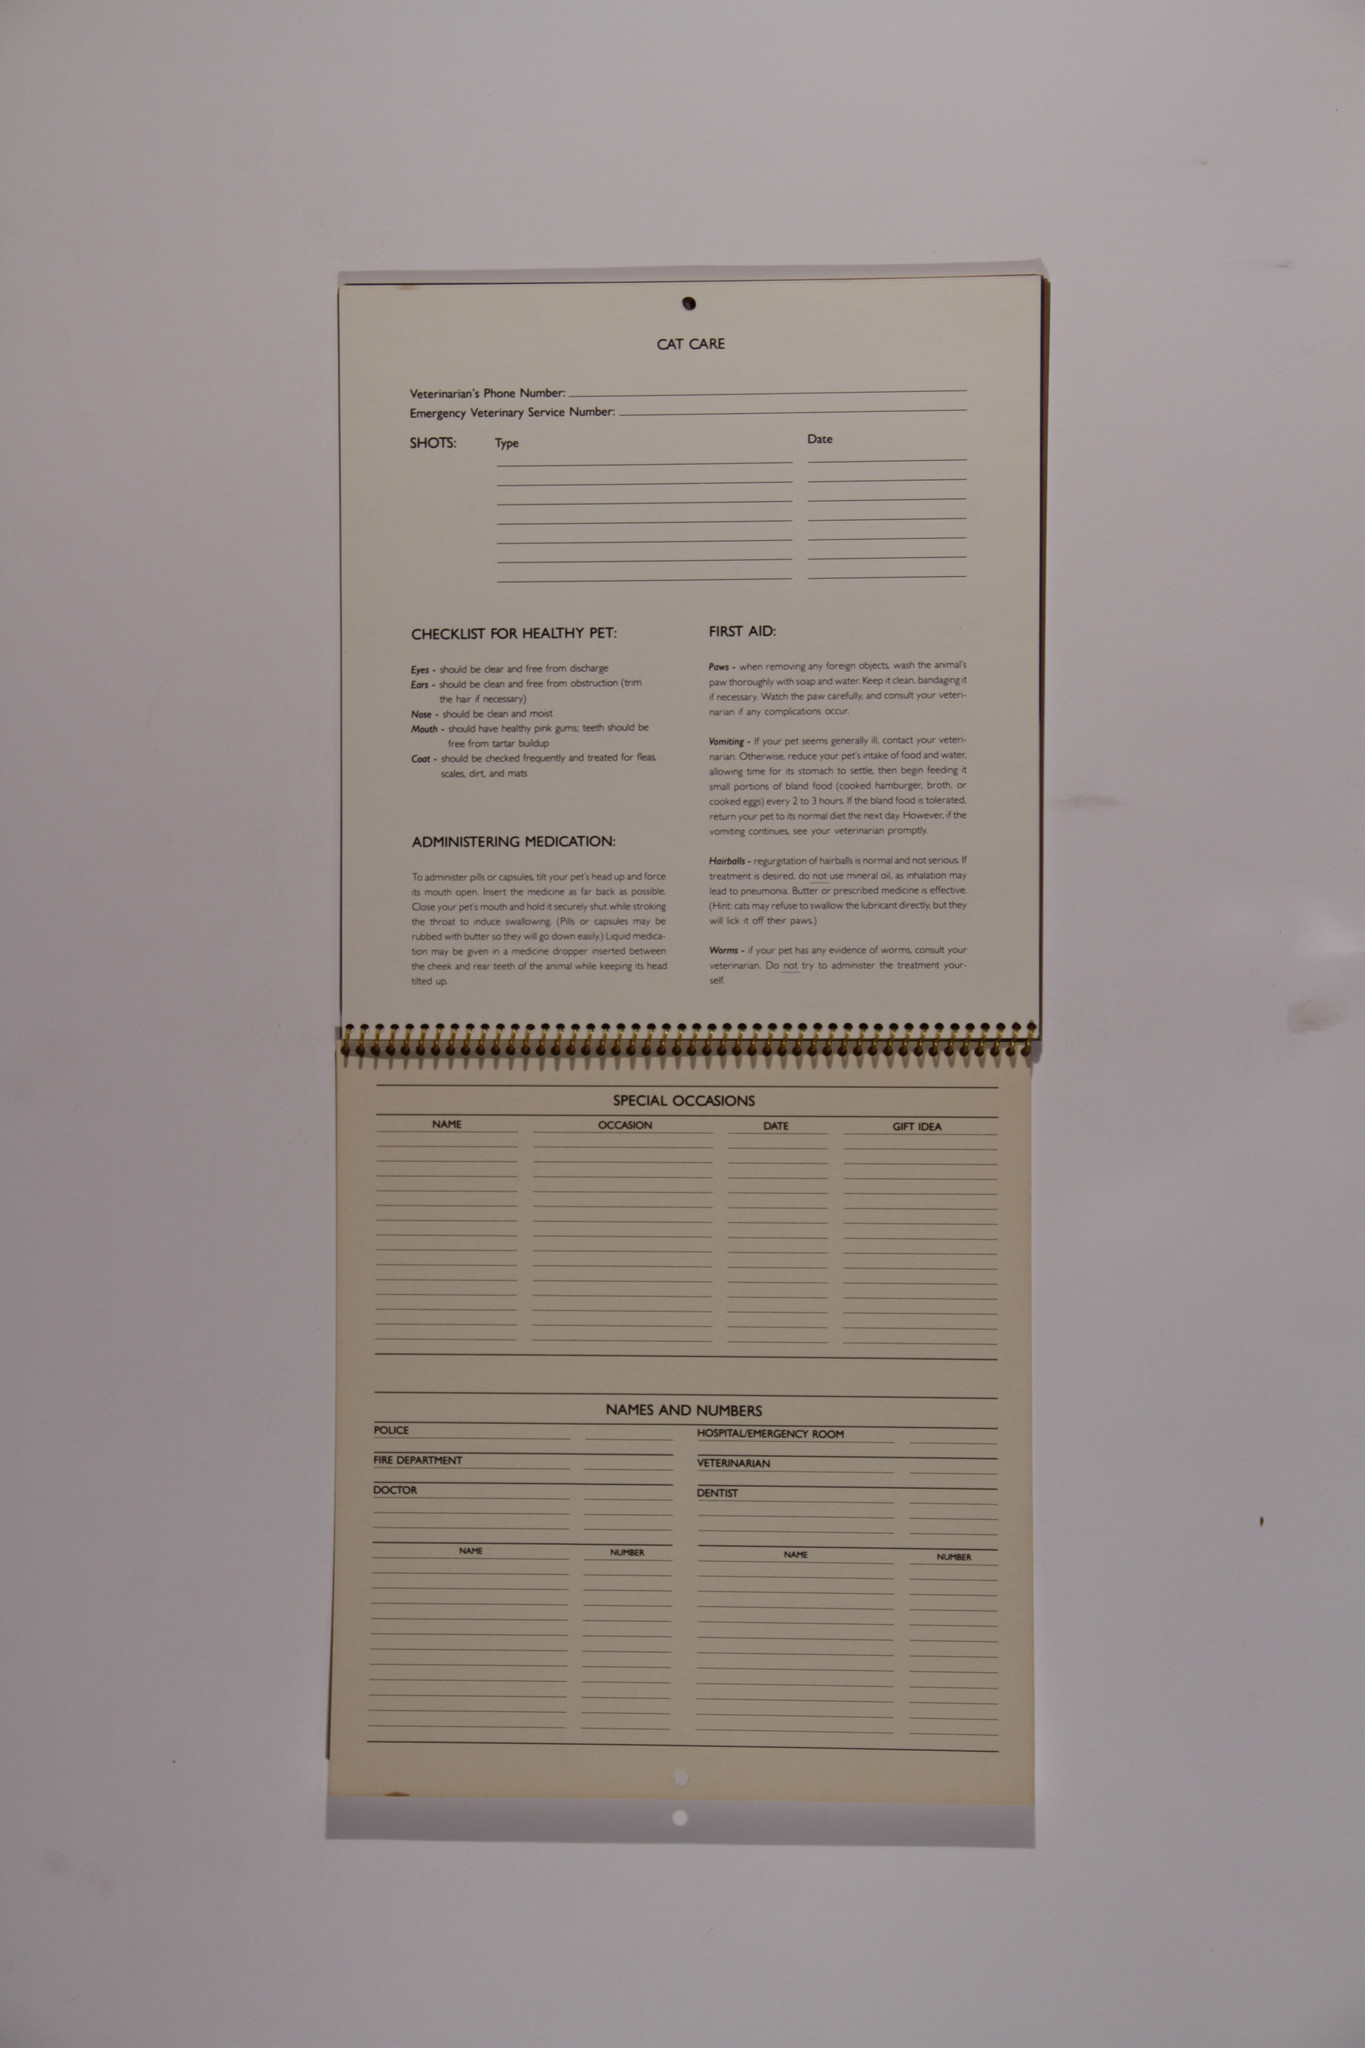 CAT CARE
Veterinarian's Phone Number:
Emergency Veterinary Service Number:
SHOTS: Type Date
CHECKLIST FOR HEALTHY PET:
Eyes - should be clear and free from discharge
Ears - should be clean and free from obstruction (trim
the hair if necessary)
Nose - should be clean and moist
Mouth - should have healthy pink gums; teeth should be
free from tartar buildup
Coat - should be checked frequently and treated for fleas,
scales, dirt, and mats
ADMINISTERING MEDICATION:
To administer pills or capsules, tilt your pet's head up and force
its mouth open. Insert the medicine as far back as possible.
Close your pet's mouth and hold it securely shut while stroking
the throat to induce swallowing. (Pills or capsules may be
rubbed with butter so they will go down easily.) Liquid medica-
tion may be given in a medicine dropper inserted between
the cheek and rear teeth of the animal while keeping its head
tilted up.
FIRST AID:
Paws - when removing any foreign objects, wash the animal's
paw thoroughly with soap and water. Keep it clean, bandaging it
if necessary. Watch the paw carefully, and consult your veteri-
narian if any complications occur.
Vomiting - If your pet seems generally ill, contact your veteri-
narian. Otherwise, reduce your pet's intake of food and water,
allowing time for its stomach to settle, then begin feeding it
small portions of bland food (cooked hamburger, broth, or
cooked eggs) every 2 to 3 hours. If the bland food is tolerated,
return your pet to its normal diet the next day. However, if the
vomiting continues, see your veterinarian promptly.
Hairballs - regurgitation of hairballs is normal and not serious. If
treatment is desired, do not use mineral oil, as inhalation may
lead to pneumonia. Butter or prescribed medicine is effective.
(Hint: cats may refuse to swallow the lubricant directly, but they
will lick it off their paws.)
Worms - if your pet has any evidence of worms, consult your
veterinarian. Do not try to administer the treatment your-
self.
SPECIAL OCCASIONS
NAME OCCASION DATE GIFT IDEA
NAMES AND NUMBERS
POLICE HOSPITAL/EMERGENCY ROOM
FIRE DEPARTMENT VETERINARIAN
DOCTOR DENTIST
NAME NUMBER NAME NUMBER